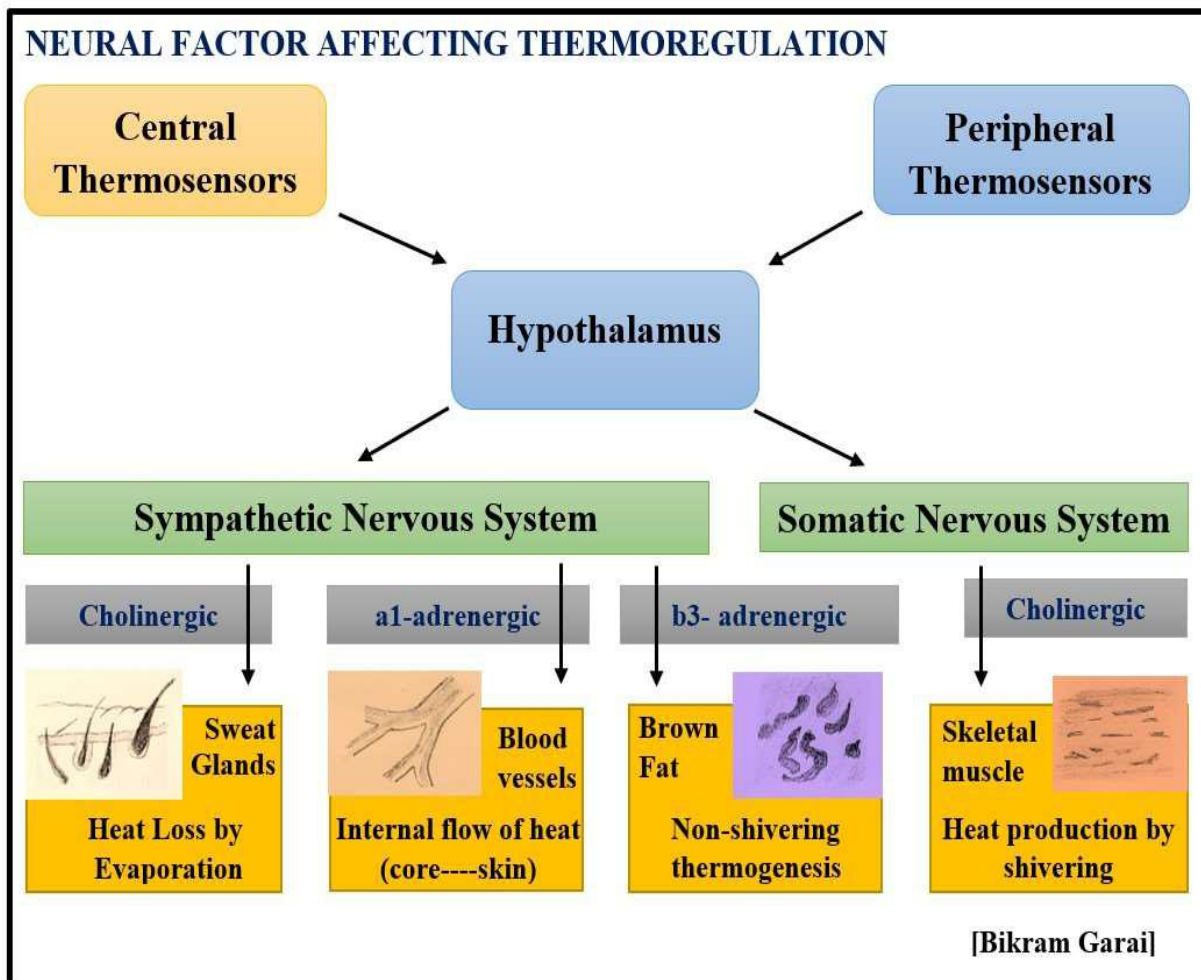 NEURAL FACTOR AFFECTING THERMOREGULATION
Central
Thermosensors
Peripheral
Thermosensors
Hypothalamus
Sympathetic Nervous System
Somatic Nervous System
Cholinergic
a1-adrenergic
b3- adrenergic
Cholinergic
Sweat
Glands
Heat Loss by
Evaporation
Blood
vessels
Internal flow of heat
(core----skin)
Brown
Fat
Non-shivering
thermogenesis
Skeletal
muscle
Heat production by
shivering
[Bikram Garai]